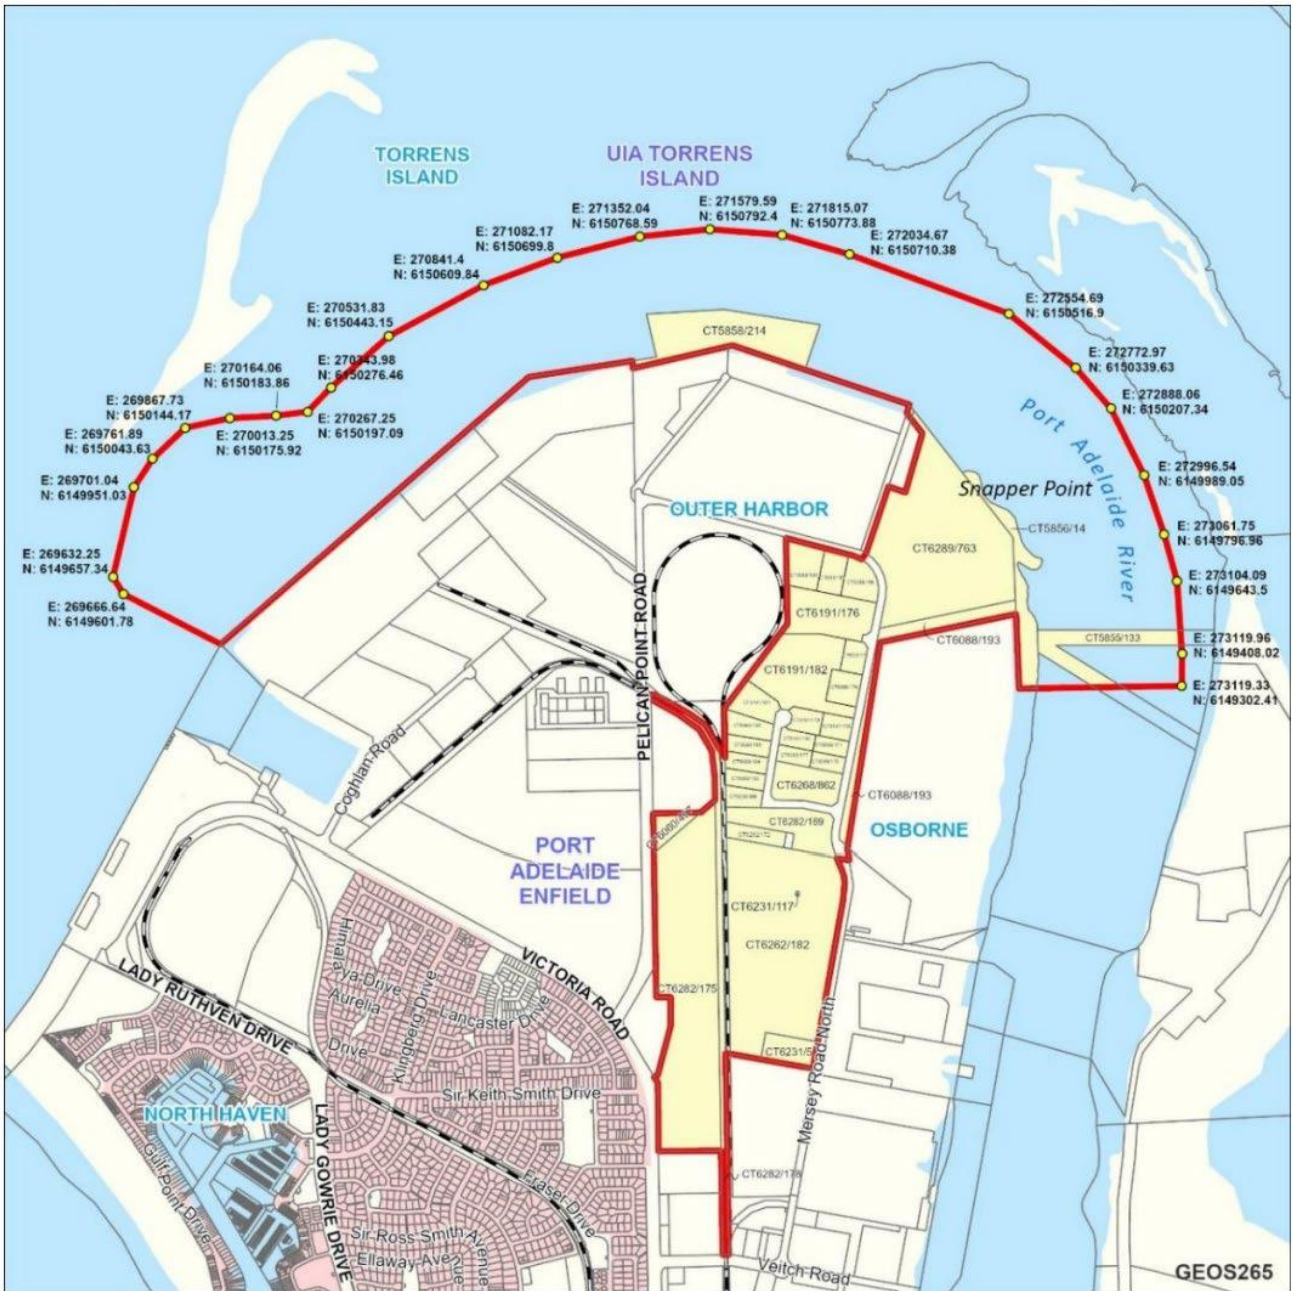 TORRENS
ISLAND
UIA TORRENS
ISLAND
E: 271579.59
N: 6150792.4
E: 271352.04
N: 6150768.59
E: 271815.07
N: 6150773.88
E: 271082.17
N: 6150699.8
E: 272034.67
N: 6150710.38
E: 270841.4
N: 6150609.84
E: 270531.83
N: 6150443.15
E: 272554.69
N: 6150516.9
CT5858/214
E: 270343.98
N: 6150276.46
E: 270164.06
N: 6150183.86
E: 272772.97
N: 6150339.63
E: 269867.73
N: 6150144.17
E: 272888.06
N: 6150207.34
E: 270267.25
N: 6150197.09
E: 269761.89
N: 6150043.63
E: 270013.25
N: 6150175.92
Port Adelaide River
E: 269701.04
N: 6149951.03
E: 272996.54
N: 6149989.05
Snapper Point
OUTER HARBOR
CT5856/14
E: 273061.75
N: 6149796.96
CT6289/763
E: 269632.25
N: 6149657.34
E: 273104.09
N: 6149643.5
E: 269666.64
N: 6149601.78
CT6191/176
CT6088/193
CT5855/133
E: 273119.96
N: 6149408.02
PELICAN POINT ROAD
CT6191/182
E: 273119.33
N: 6149302.41
Coghlan Road
CT6268/862
CT6088/193
CT6282/169
OSBORNE
PORT
ADELAIDE
ENFIELD
CT6231/117
CT6262/182
VICTORIA ROAD
Himalaya Drive
Aurelia
Drive
Klingberg Drive
Lancaster Drive
CT6282/175
LADY RUTHVEN DRIVE
Mersey Road North
Sir Keith Smith Drive
NORTH HAVEN
LADY GOWRIE DRIVE
Gulf Point Drive
Fraser Drive
CT6282/178
Sir Ross Smith Avenue
Ellaway Ave
Veitch Road
GEOS265